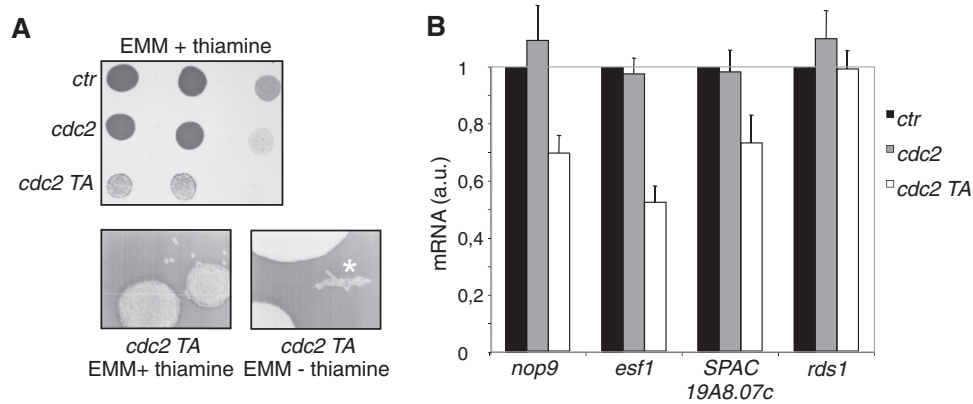 A
EMM + thiamine
ctr
cdc2
cdc2 TA
*
cdc2 TA
EMM+ thiamine
cdc2 TA
EMM - thiamine
B
mRNA (a.u.)
1
0,8
0,6
0,4
0,2
0
nop9
esf1
SPAC
19A8.07c
rds1
ctr
cdc2
cdc2 TA